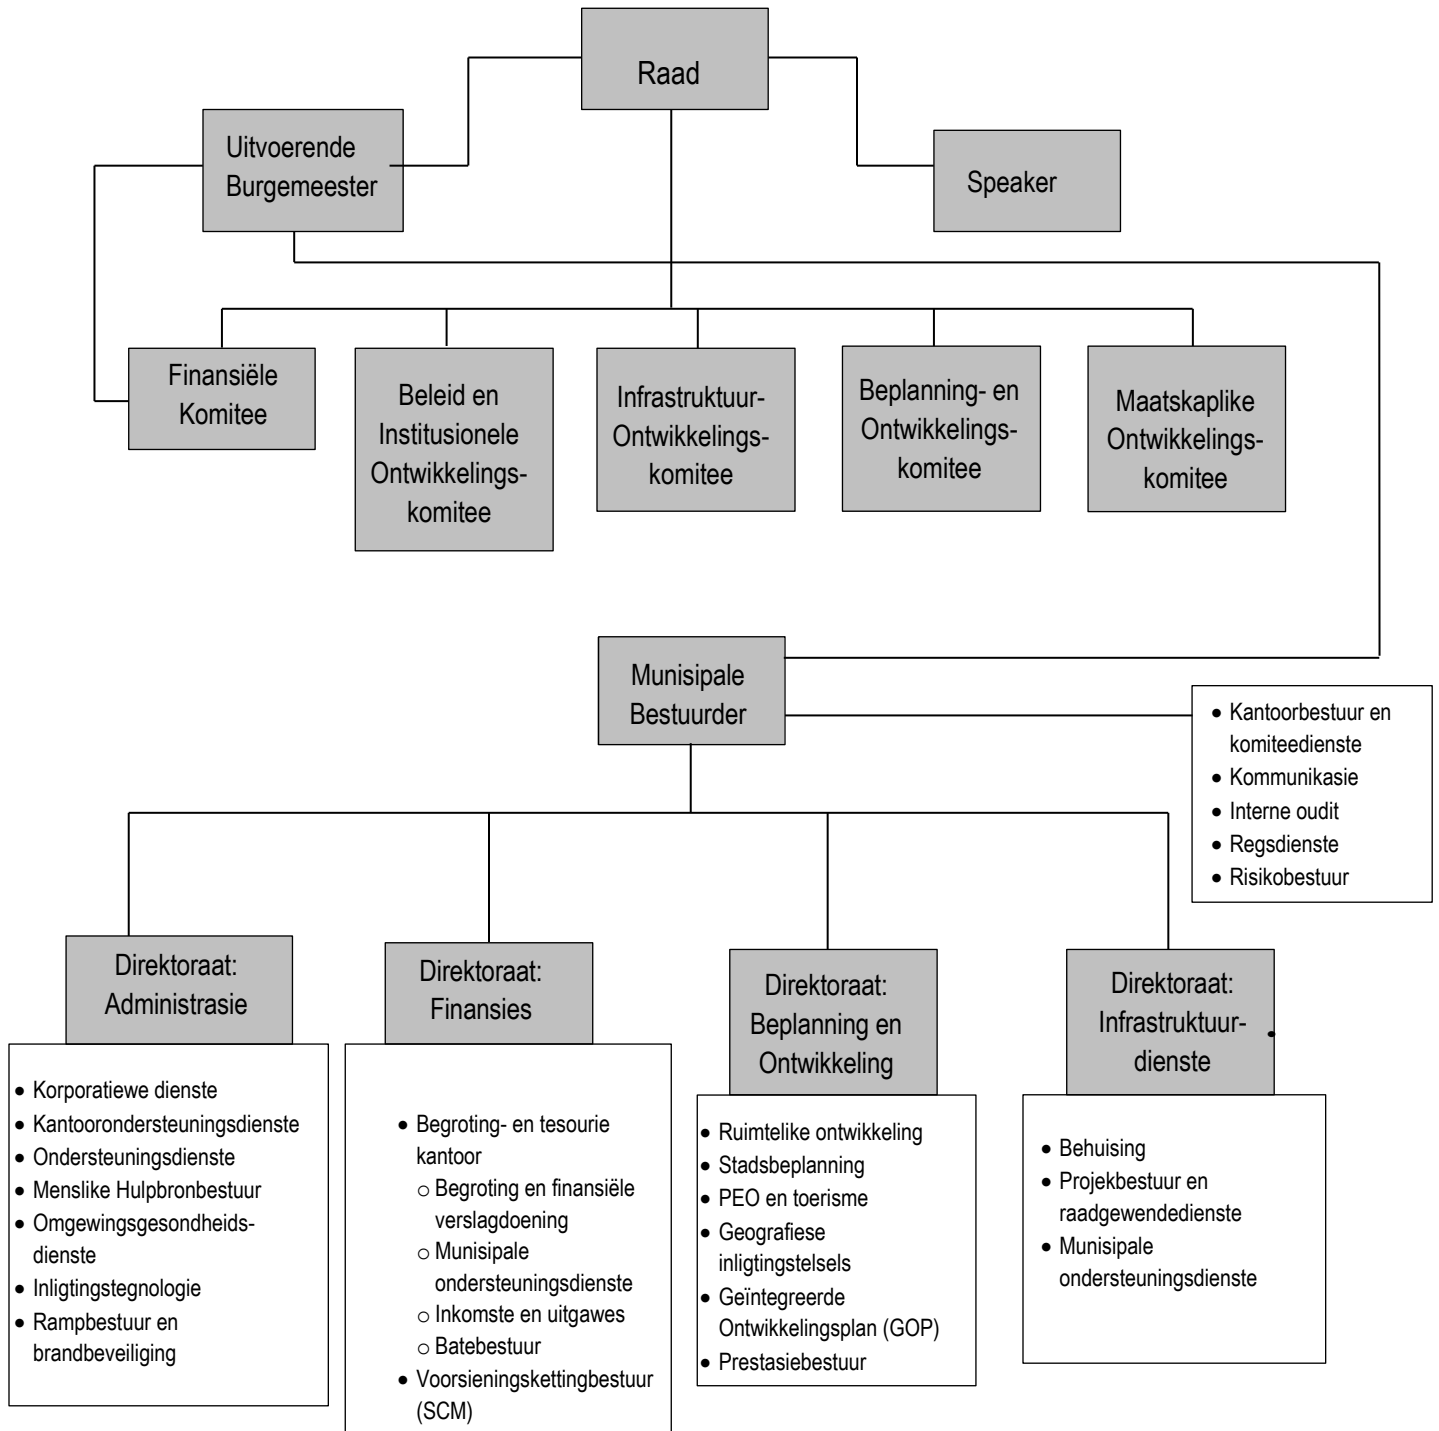 Raad
Uitvoerende
Burgemeester
Speaker
Finansiële
Komitee
Beleid en
Institusionele
Ontwikkelings-
komitee
Infrastruktuur-
Ontwikkelings-
komitee
Beplanning- en
Ontwikkelings-
komitee
Maatskaplike
Ontwikkelings-
komitee
Munisipale
Bestuurder
• Kantoorbestuur en
komiteedienste
• Kommunikasie
• Interne oudit
• Regsdienste
• Risikobestuur
Direktoraat:
Administrasie
• Korporatiewe dienste
• Kantoorondersteuningsdienste
• Ondersteuningsdienste
• Menslike Hulpbronbestuur
• Omgewingsgesondheids-
dienste
• Inligtingstegnologie
• Rampbestuur en
brandbeveiliging
Direktoraat:
Finansies
• Begroting- en tesourie
kantoor
o Begroting en finansiële
verslagdoening
o Munisipale
ondersteuningsdienste
o Inkomste en uitgawes
o Batebestuur
• Voorsieningskettingbestuur
(SCM)
Direktoraat:
Beplanning en
Ontwikkeling
• Ruimtelike ontwikkeling
• Stadsbeplanning
• PEO en toerisme
• Geografiese
inligtingstelsels
• Geïntegreerde
Ontwikkelingsplan (GOP)
• Prestasiebestuur
Direktoraat:
Infrastruktuur-
dienste
• Behuising
• Projekbestuur en
raadgewendedienste
• Munisipale
ondersteuningsdienste